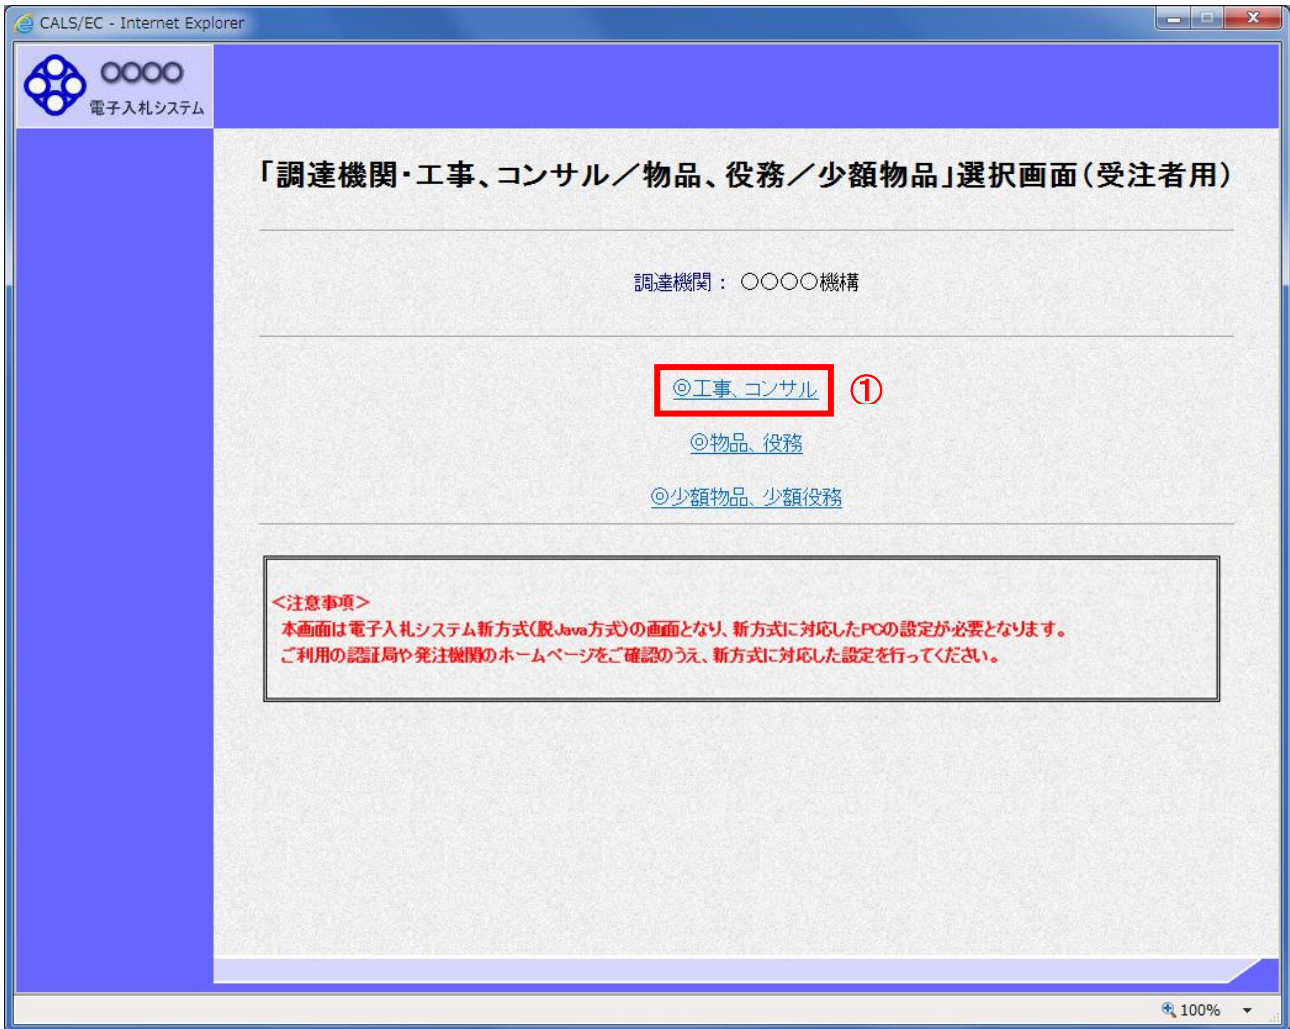 CALS/EC - Internet Explorer
〇〇〇〇
電子入札システム
「調達機関・工事、コンサル／物品、役務／少額物品」選択画面（受注者用）
調達機関： 〇〇〇〇機構
◎工事、コンサル ①
◎物品、役務
◎少額物品、少額役務
＜注意事項＞
本画面は電子入札システム新方式(脱Java方式)の画面となり、新方式に対応したPCの設定が必要となります。
ご利用の認証局や発注機関のホームページをご確認のうえ、新方式に対応した設定を行ってください。
100%